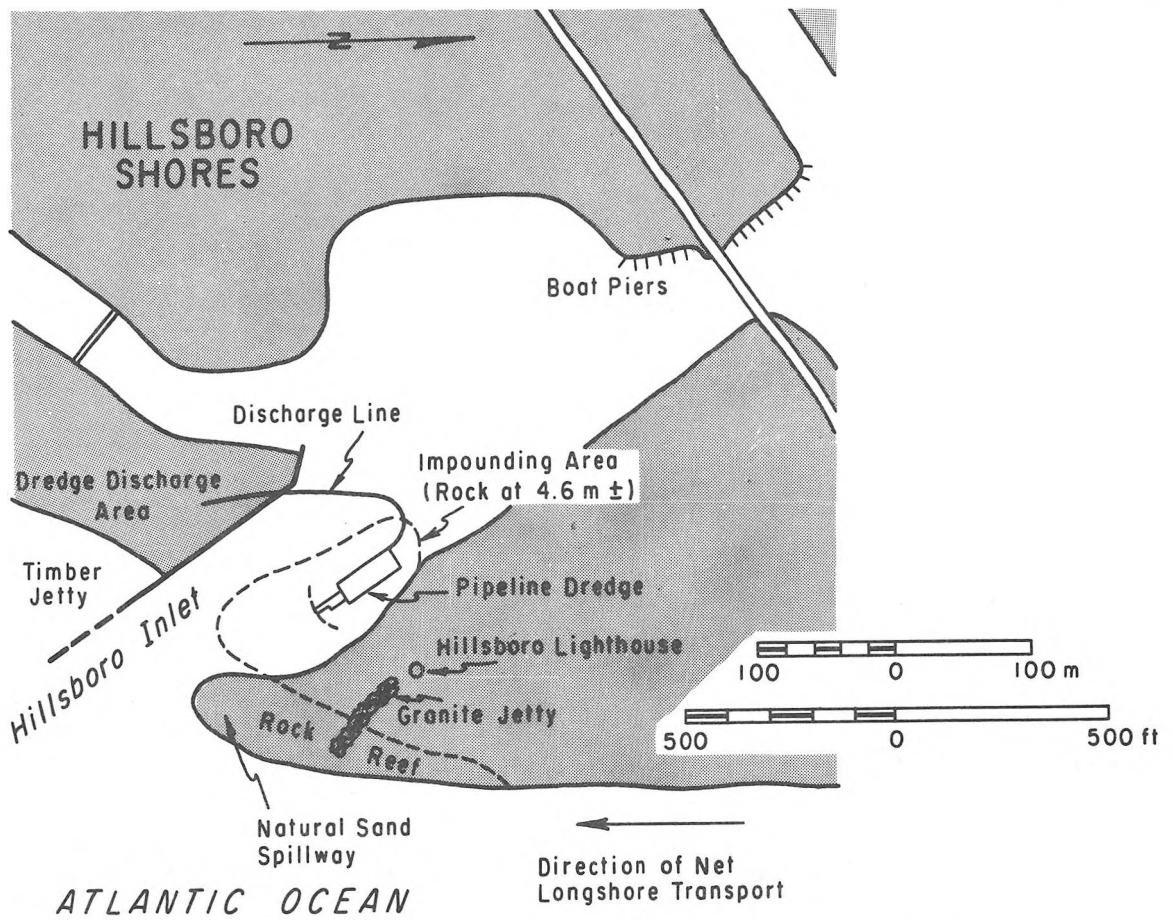 N
HILLSBORO
SHORES
Boat Piers
Discharge Line
Impounding Area
(Rock at 4.6 m ±)
Dredge Discharge
Area
Timber
Jetty
Hillsboro Inlet
Pipeline Dredge
Hillsboro Lighthouse
Granite Jetty
Rock
Reef
100 0 100 m
500 0 500 ft
Natural Sand
Spillway
Direction of Net
Longshore Transport
ATLANTIC OCEAN